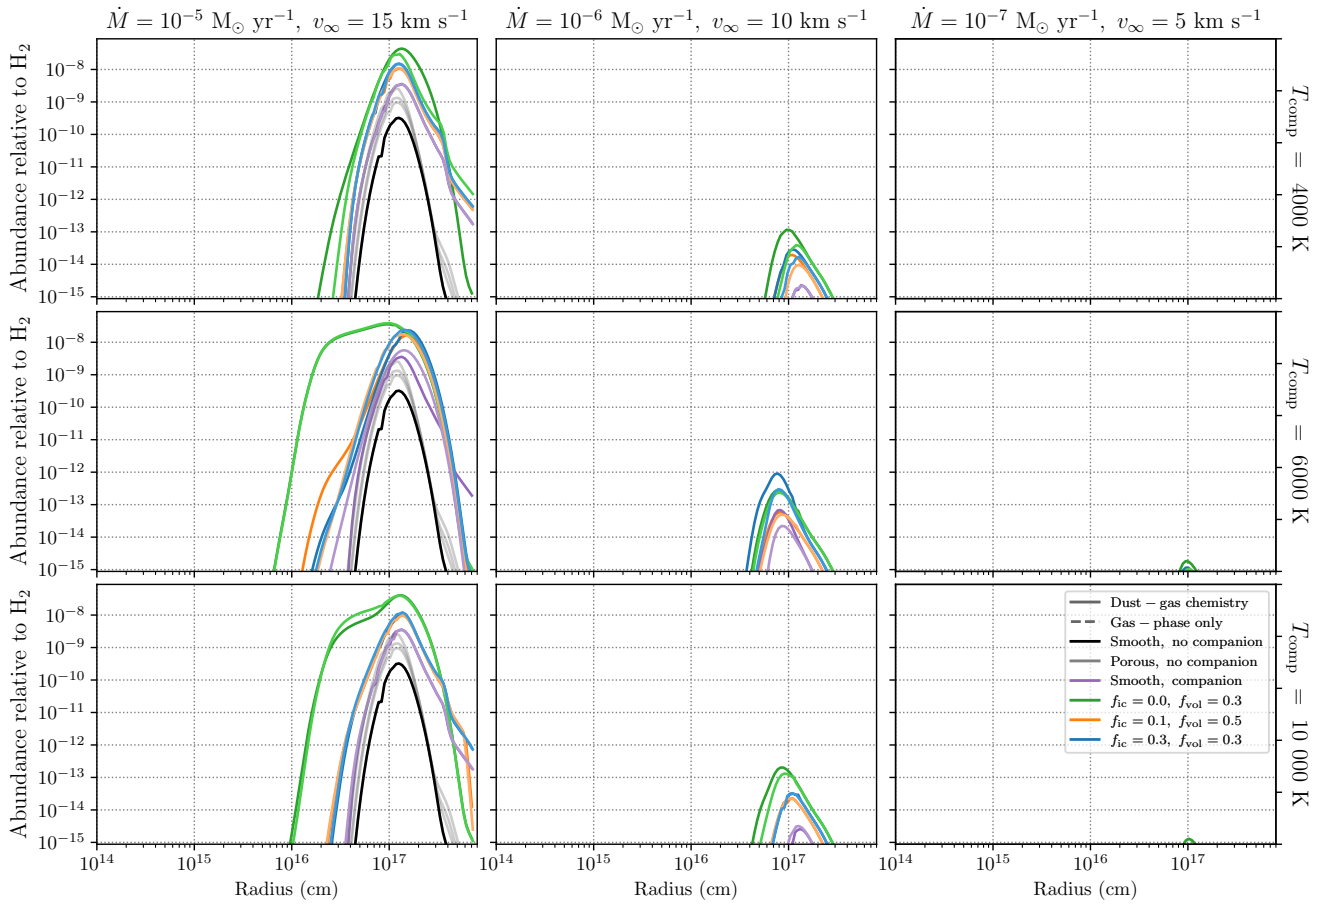 Ṁ = 10⁻⁵ M☉ yr⁻¹, v∞ = 15 km s⁻¹
Ṁ = 10⁻⁶ M☉ yr⁻¹, v∞ = 10 km s⁻¹
Ṁ = 10⁻⁷ M☉ yr⁻¹, v∞ = 5 km s⁻¹
Abundance relative to H₂
10⁻⁸
10⁻⁹
10⁻¹⁰
10⁻¹¹
10⁻¹²
10⁻¹³
10⁻¹⁴
10⁻¹⁵
T_comp = 4000 K
Abundance relative to H₂
10⁻⁸
10⁻⁹
10⁻¹⁰
10⁻¹¹
10⁻¹²
10⁻¹³
10⁻¹⁴
10⁻¹⁵
T_comp = 6000 K
Abundance relative to H₂
10⁻⁸
10⁻⁹
10⁻¹⁰
10⁻¹¹
10⁻¹²
10⁻¹³
10⁻¹⁴
10⁻¹⁵
Dust – gas chemistry
Gas – phase only
Smooth, no companion
Porous, no companion
Smooth, companion
f_ic = 0.0, f_vol = 0.3
f_ic = 0.1, f_vol = 0.5
f_ic = 0.3, f_vol = 0.3
T_comp = 10 000 K
10¹⁴ 10¹⁵ 10¹⁶ 10¹⁷
10¹⁴ 10¹⁵ 10¹⁶ 10¹⁷
10¹⁴ 10¹⁵ 10¹⁶ 10¹⁷
Radius (cm)
Radius (cm)
Radius (cm)